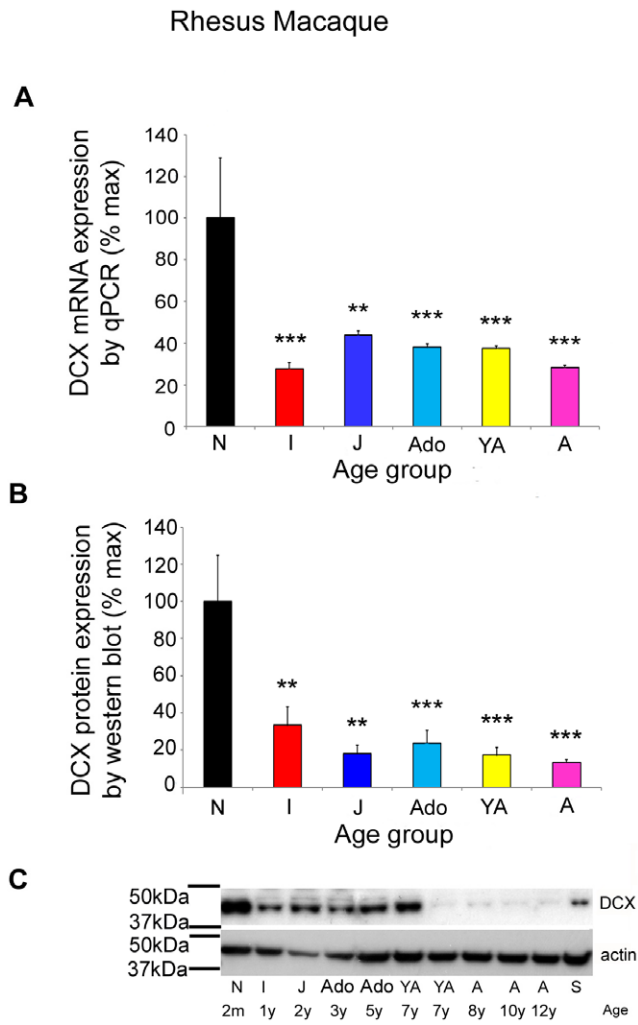 Rhesus Macaque
A
DCX mRNA expression
by qPCR (% max)
140
120
100
80
60
40
20
0
***
**
***
***
***
N I J Ado YA A
Age group
B
DCX protein expression
by western blot (% max)
140
120
100
80
60
40
20
0
**
**
***
***
***
N I J Ado YA A
Age group
C
50kDa
37kDa
DCX
50kDa
37kDa
actin
N I J Ado Ado YA YA A A A S
2m 1y 2y 3y 5y 7y 7y 8y 10y 12y Age